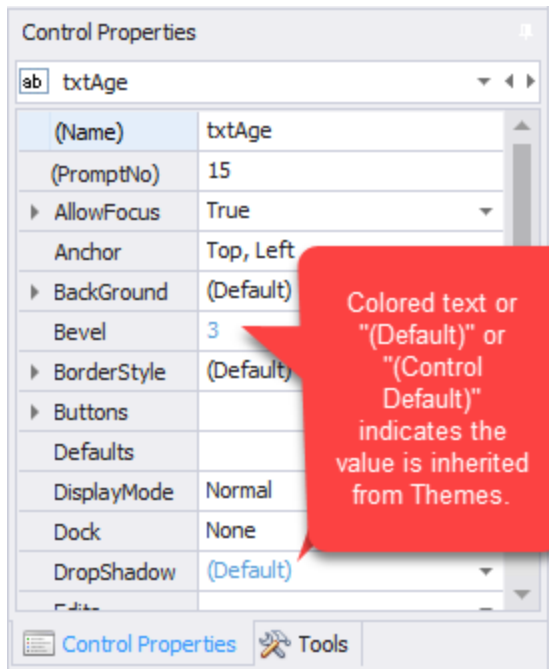 Control Properties
ab txtAge
(Name) txtAge
(PromptNo) 15
AllowFocus True
Anchor Top, Left
BackGround (Default)
Bevel 3
BorderStyle (Default)
Buttons
Defaults
DisplayMode Normal
Dock None
DropShadow (Default)
Colored text or
"(Default)" or
"(Control
Default)"
indicates the
value is inherited
from Themes.
Control Properties Tools